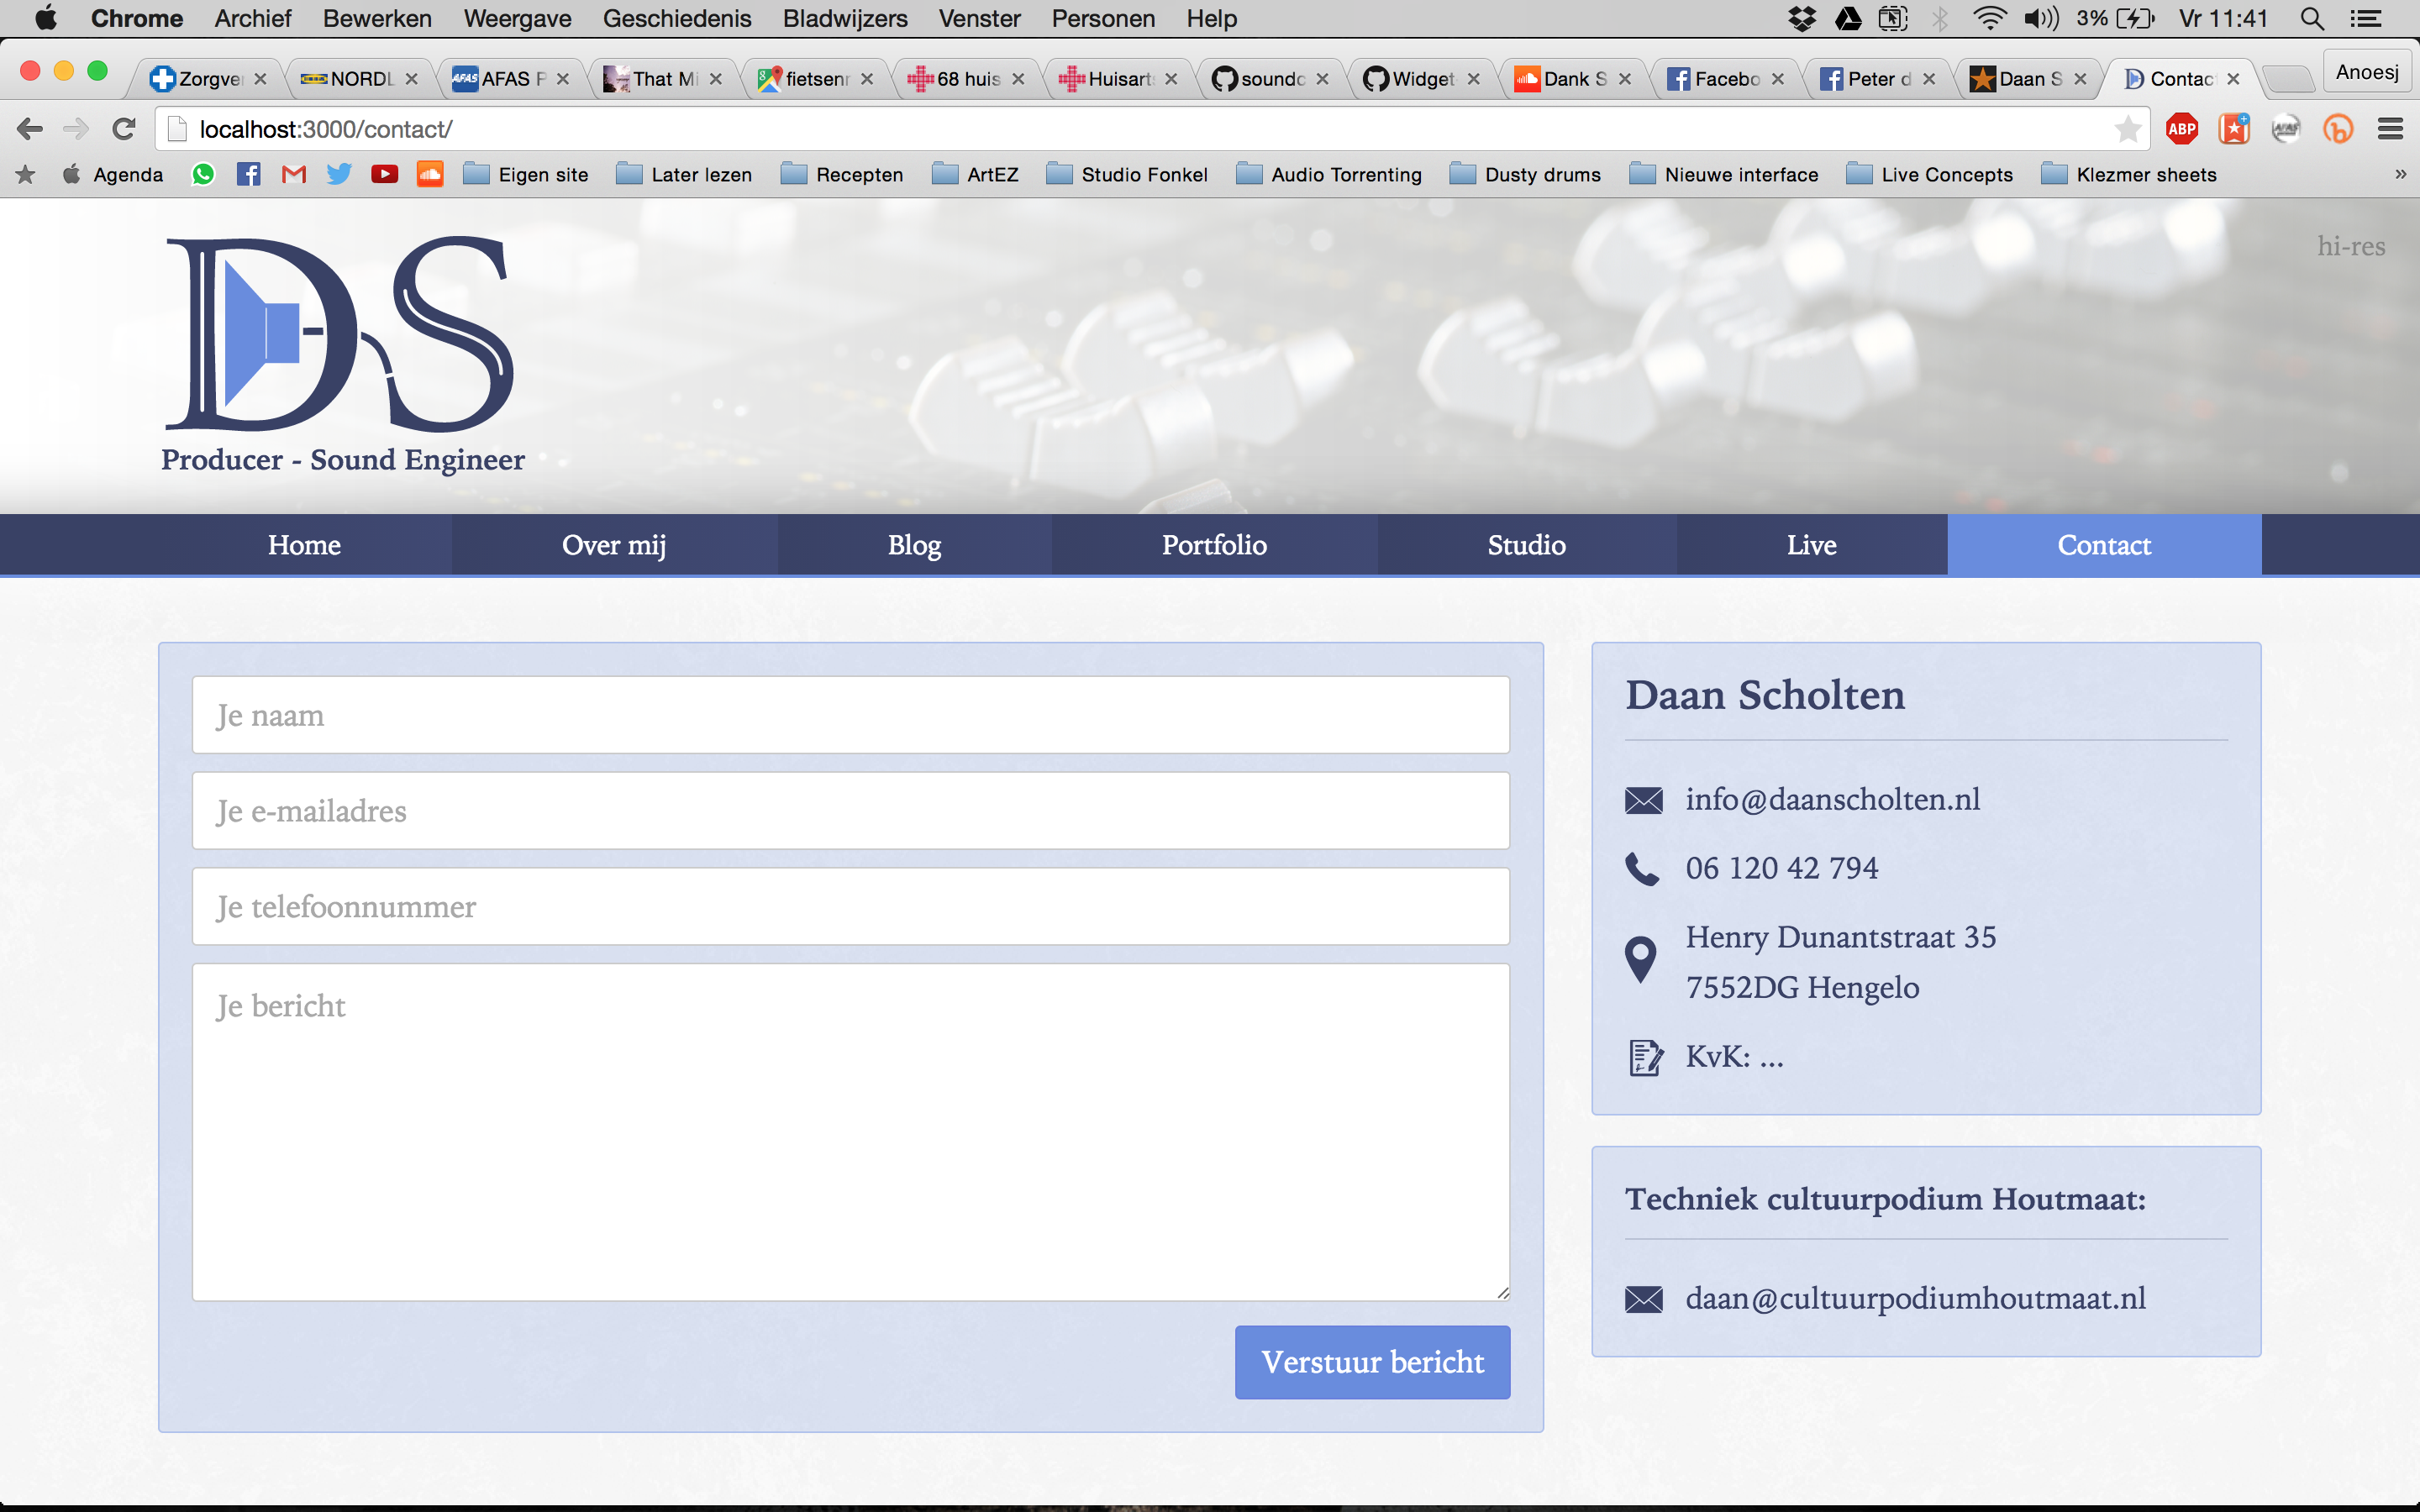 Chrome Archief Bewerken Weergave Geschiedenis Bladwijzers Venster Personen Help 3% Vr 11:41
Zorgve NORDL AFAS P That Mi fietsenr 68 huis Huisarts soundc Widget Dank S Facebo Peter d Daan S Contac Anoesj
localhost:3000/contact/ ABP
Agenda Eigen site Later lezen Recepten ArtEZ Studio Fonkel Audio Torrenting Dusty drums Nieuwe interface Live Concepts Klezmer sheets »
hi-res
DS
Producer - Sound Engineer
Home Over mij Blog Portfolio Studio Live Contact
Je naam
Je e-mailadres
Je telefoonnummer
Je bericht
Verstuur bericht
Daan Scholten
info@daanscholten.nl
06 120 42 794
Henry Dunantstraat 35
7552DG Hengelo
KvK: ...
Techniek cultuurpodium Houtmaat:
daan@cultuurpodiumhoutmaat.nl